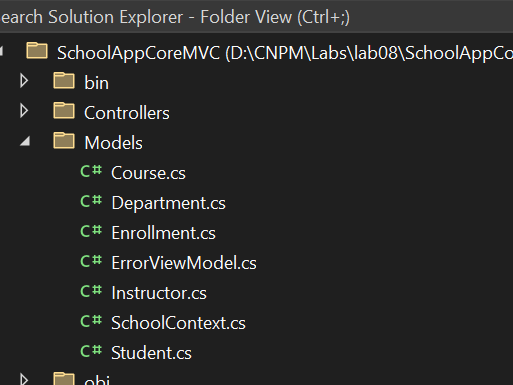 earch Solution Explorer - Folder View (Ctrl+;)
SchoolAppCoreMVC (D:\CNPM\Labs\lab08\SchoolAppCo
bin
Controllers
Models
C# Course.cs
C# Department.cs
C# Enrollment.cs
C# ErrorViewModel.cs
C# Instructor.cs
C# SchoolContext.cs
C# Student.cs
obj